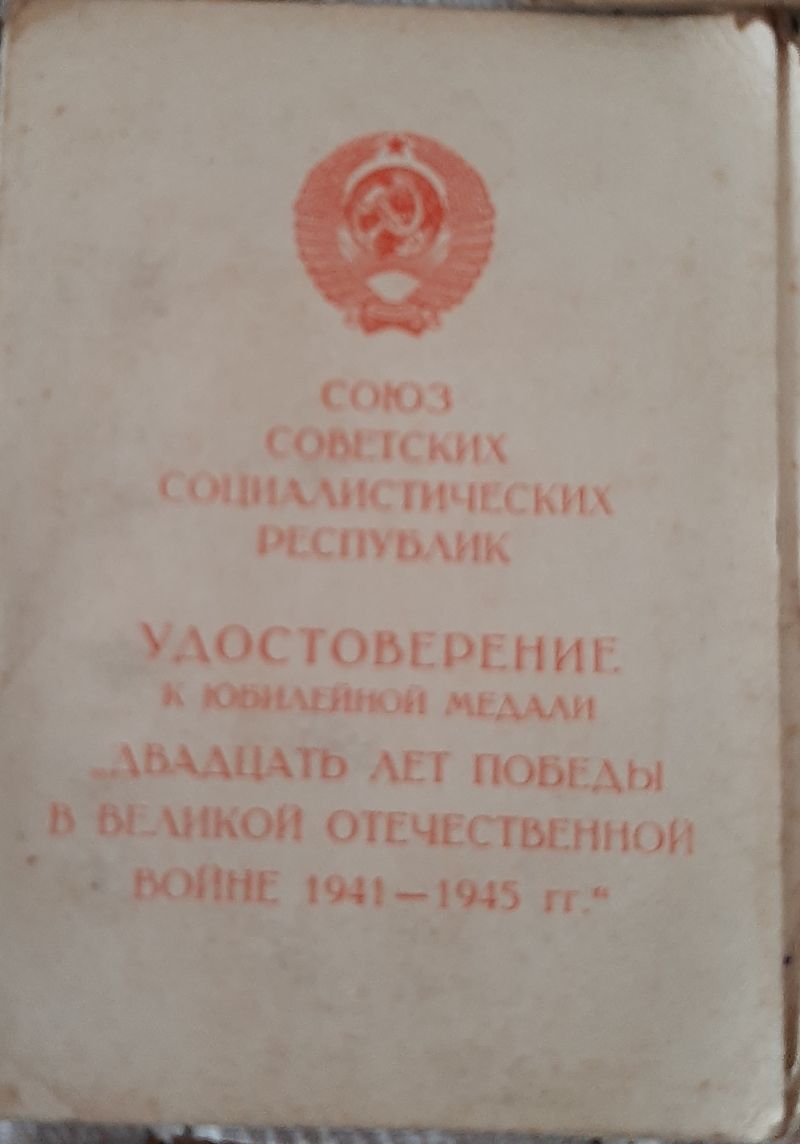 СОЮЗ
СОВЕТСКИХ
СОЦИАЛИСТИЧЕСКИХ
РЕСПУБЛИК
УДОСТОВЕРЕНИЕ
К ЮБИЛЕЙНОЙ МЕДАЛИ
„ДВАДЦАТЬ ЛЕТ ПОБЕДЫ
В ВЕЛИКОЙ ОТЕЧЕСТВЕННОЙ
ВОЙНЕ 1941—1945 гг.“